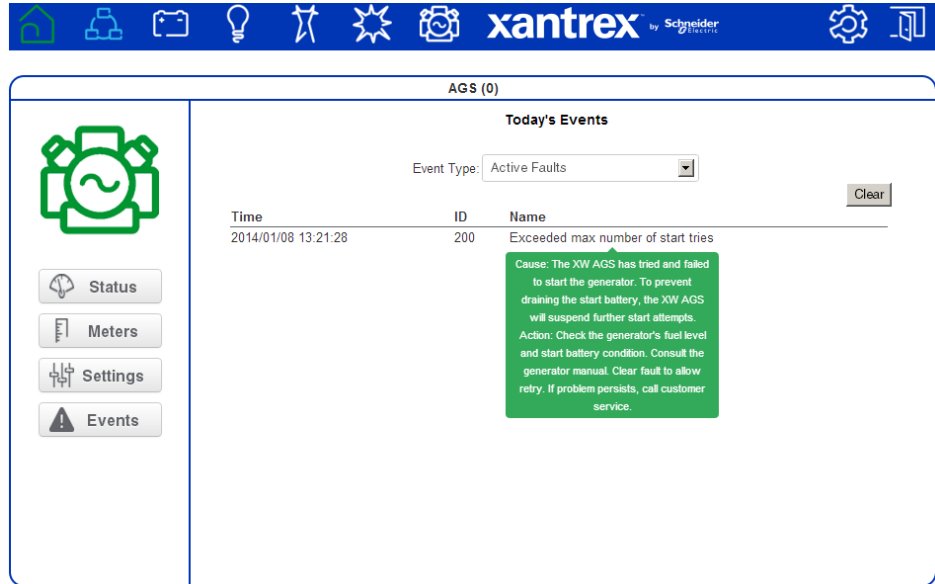 xantrex by Schneider Electric
AGS (0)
Today's Events
Event Type: Active Faults
Clear
Time ID Name
2014/01/08 13:21:28 200 Exceeded max number of start tries
Cause: The XW AGS has tried and failed
to start the generator. To prevent
draining the start battery, the XW AGS
will suspend further start attempts.
Action: Check the generator's fuel level
and start battery condition. Consult the
generator manual. Clear fault to allow
retry. If problem persists, call customer
service.
Status
Meters
Settings
Events